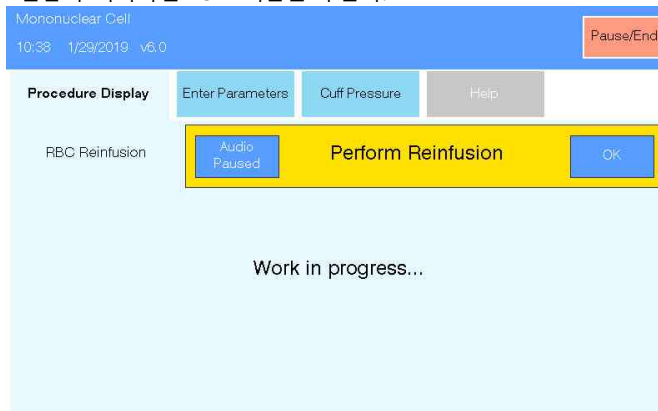 Mononuclear Cell
10:38 1/29/2019 v6.0
Pause/End
Procedure Display
Enter Parameters
Cuff Pressure
Help
RBC Reinfusion
Audio
Paused
Perform Reinfusion
OK
Work in progress...